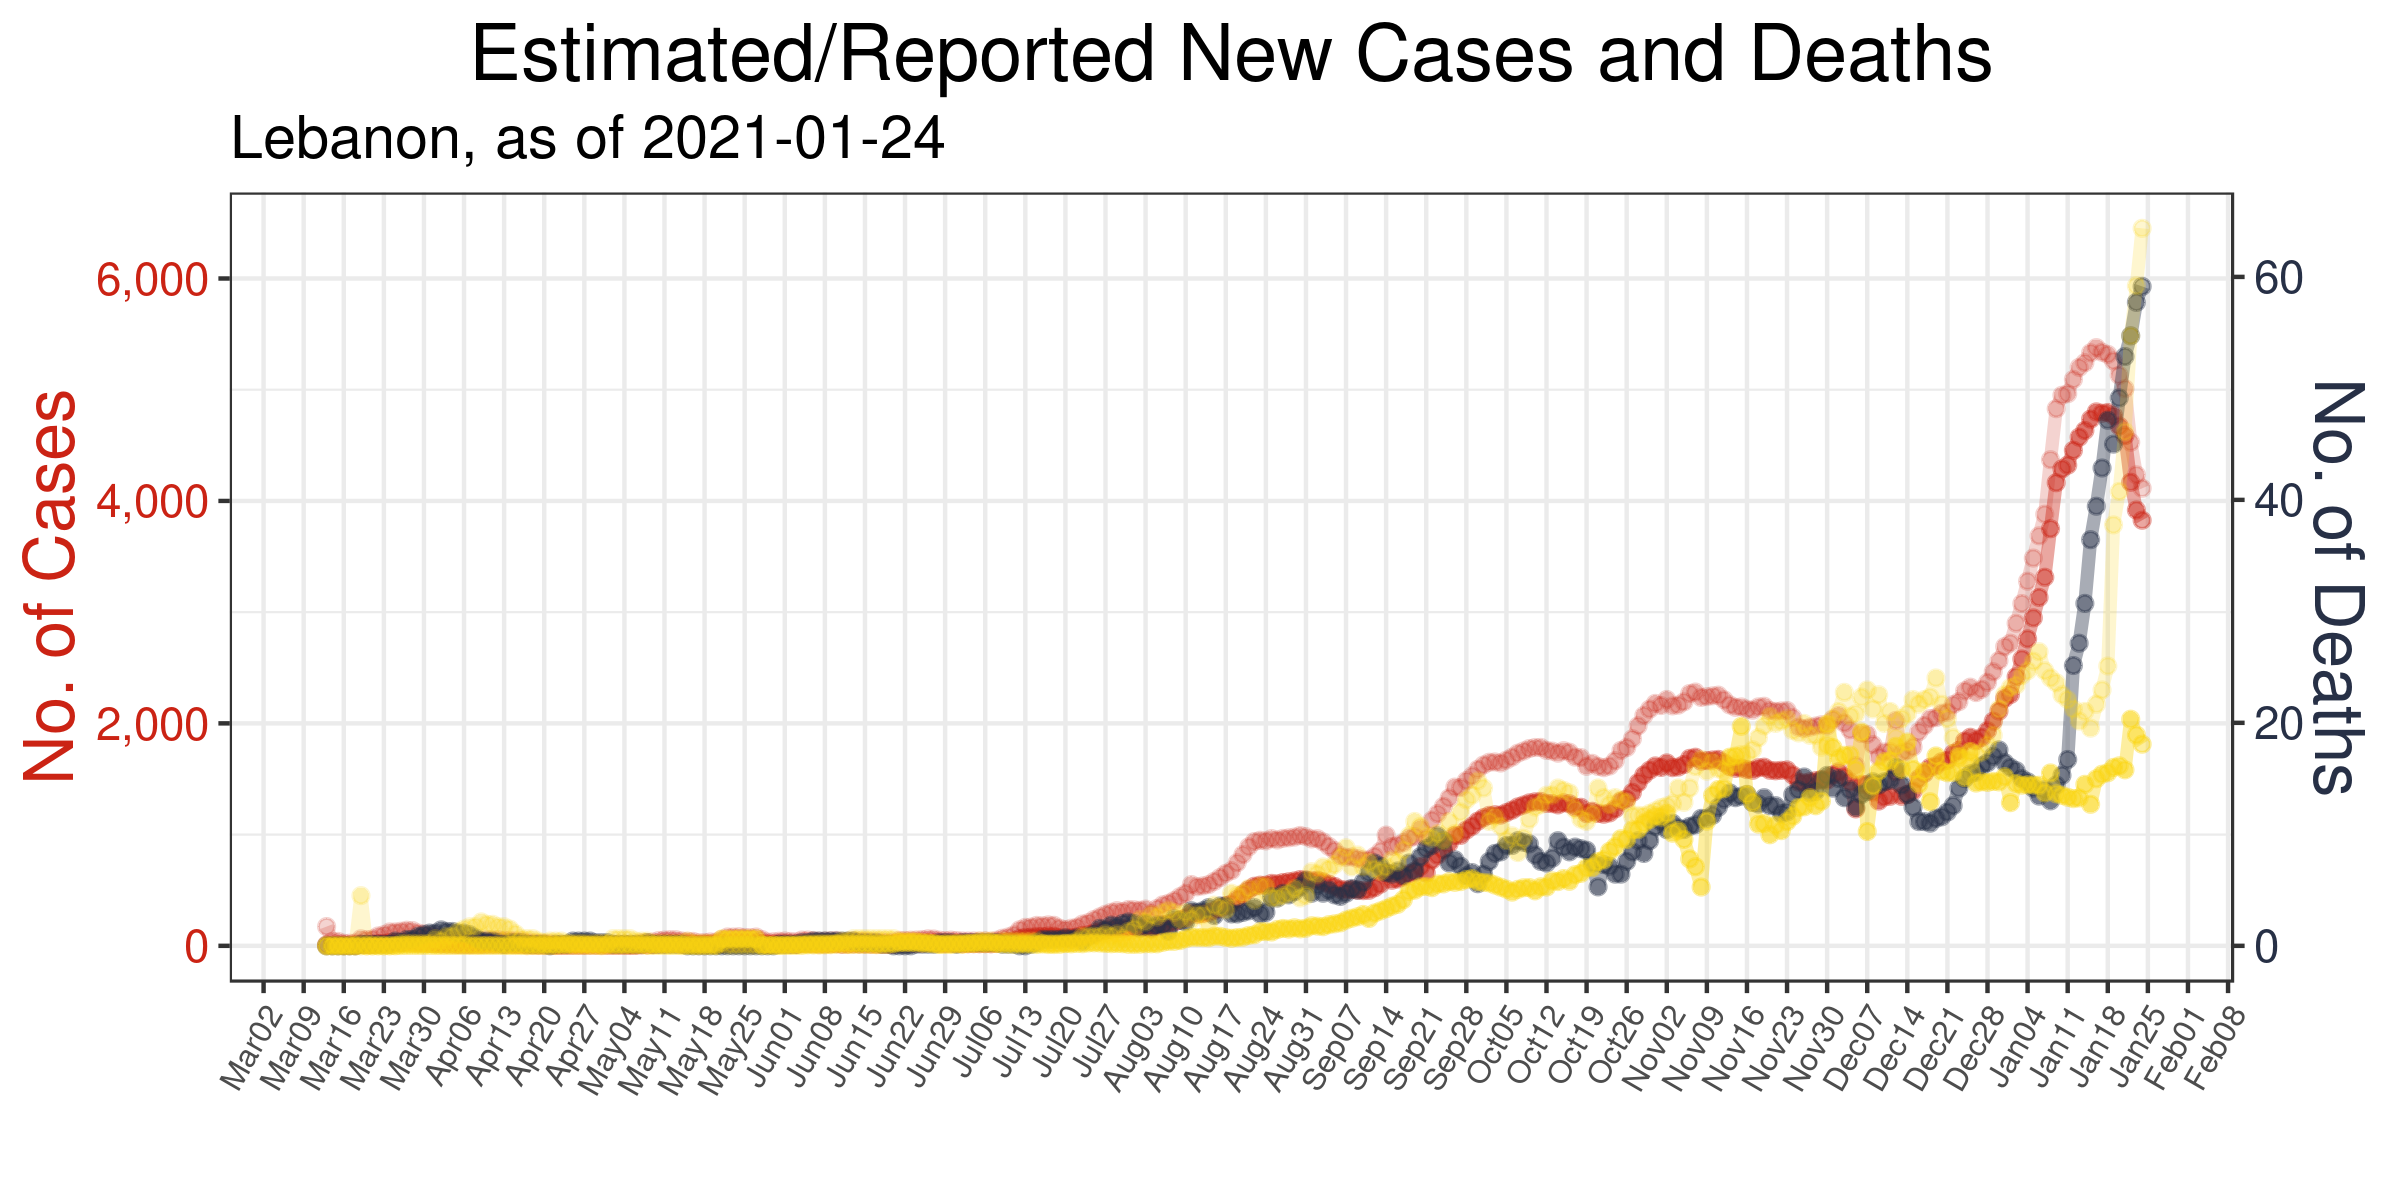 Estimated/Reported New Cases and Deaths
Lebanon, as of 2021-01-24
No. of Cases
6,000
4,000
2,000
0
60
40
20
0
No. of Deaths
Mar02 Mar09 Mar16 Mar23 Mar30 Apr06 Apr13 Apr20 Apr27 May04 May11 May18 May25 Jun01 Jun08 Jun15 Jun22 Jun29 Jul06 Jul13 Jul20 Jul27 Aug03 Aug10 Aug17 Aug24 Aug31 Sep07 Sep14 Sep21 Sep28 Oct05 Oct12 Oct19 Oct26 Nov02 Nov09 Nov16 Nov23 Nov30 Dec07 Dec14 Dec21 Dec28 Jan04 Jan11 Jan18 Jan25 Feb01 Feb08